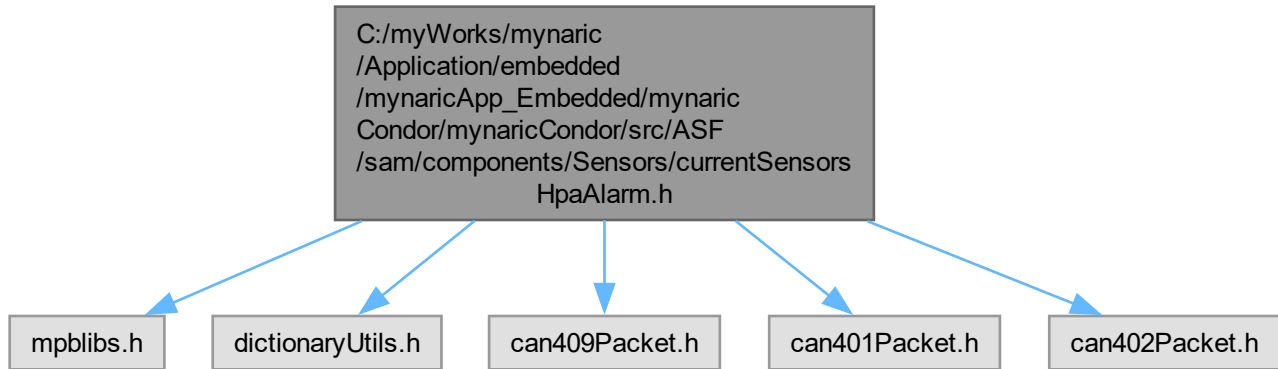 C:/myWorks/mynaric
/Application/embedded
/mynaricApp_Embedded/mynaric
Condor/mynaricCondor/src/ASF
/sam/components/Sensors/currentSensors
HpaAlarm.h
mpblibs.h
dictionaryUtils.h
can409Packet.h
can401Packet.h
can402Packet.h